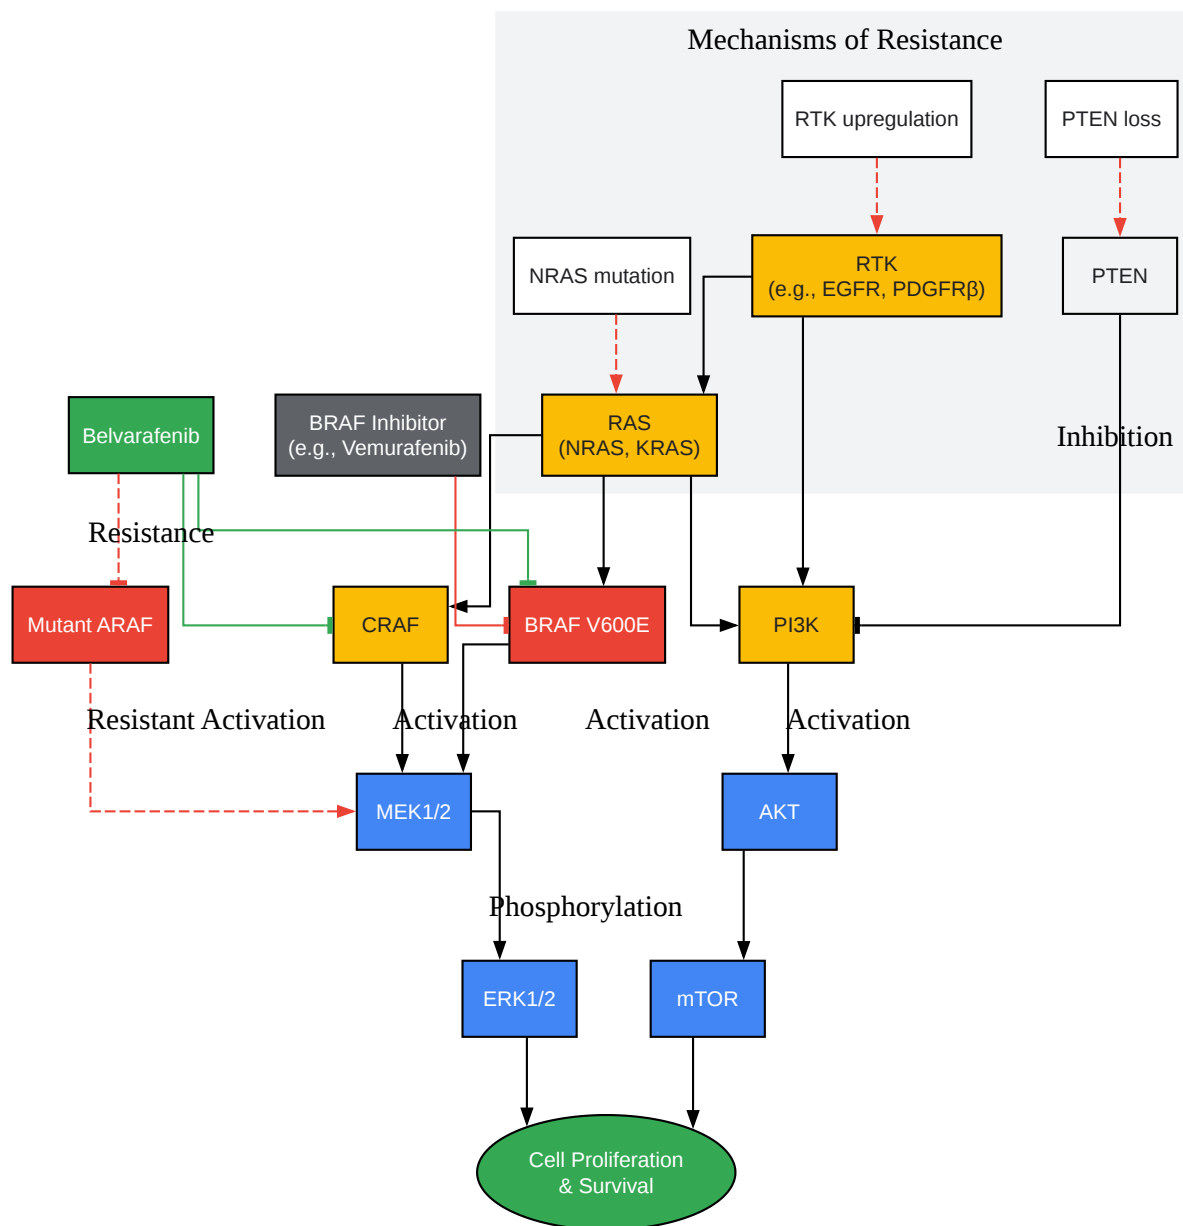 Mechanisms of Resistance
RTK upregulation
PTEN loss
NRAS mutation
RTK
(e.g., EGFR, PDGFRβ)
PTEN
Belvarafenib
BRAF Inhibitor
(e.g., Vemurafenib)
RAS
(NRAS, KRAS)
Inhibition
Resistance
Mutant ARAF
CRAF
BRAF V600E
PI3K
Resistant Activation
Activation
Activation
Activation
MEK1/2
AKT
Phosphorylation
ERK1/2
mTOR
Cell Proliferation
& Survival